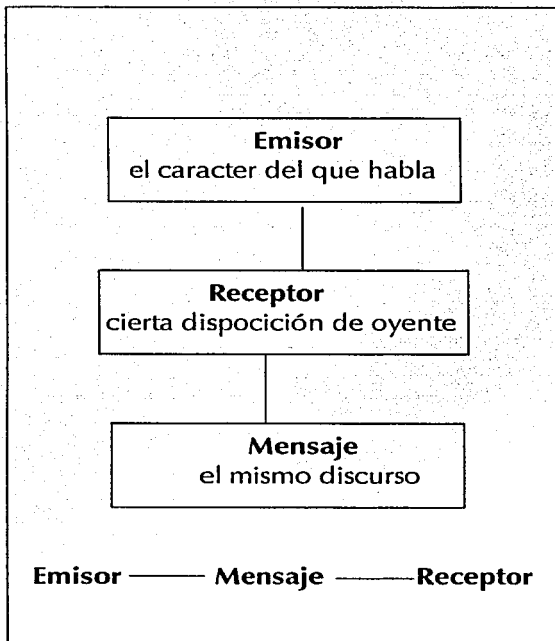 Emisor
el caracter del que habla
Receptor
cierta dispocición de oyente
Mensaje
el mismo discurso
Emisor —— Mensaje —— Receptor